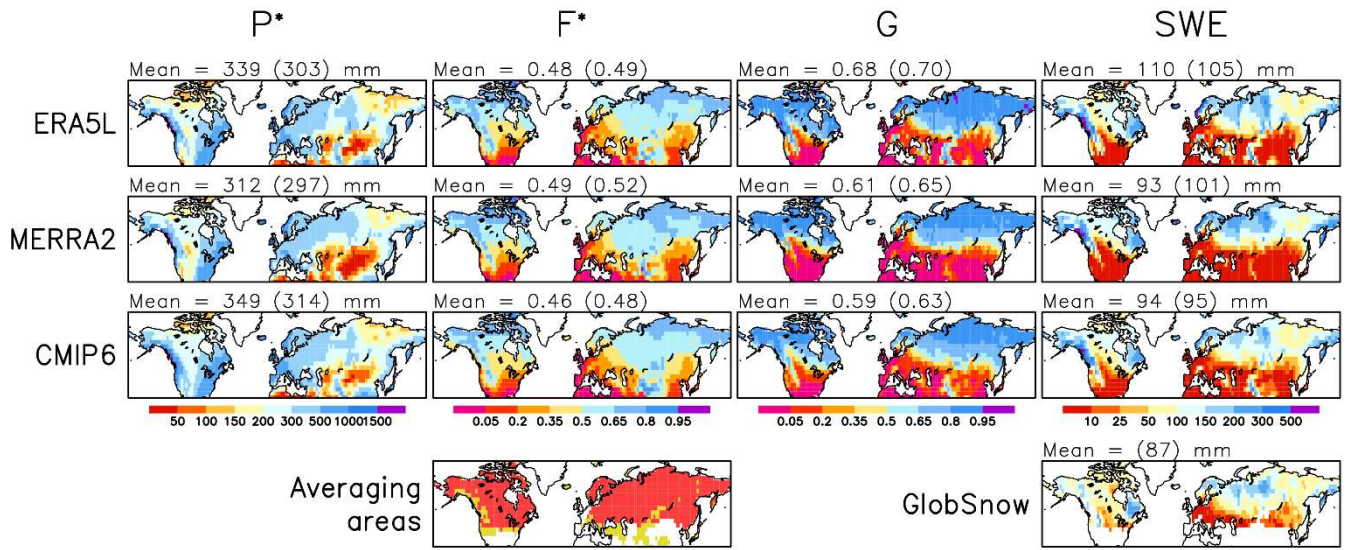 P* F* G SWE
Mean = 339 (303) mm Mean = 0.48 (0.49) Mean = 0.68 (0.70) Mean = 110 (105) mm
ERA5L
Mean = 312 (297) mm Mean = 0.49 (0.52) Mean = 0.61 (0.65) Mean = 93 (101) mm
MERRA2
Mean = 349 (314) mm Mean = 0.46 (0.48) Mean = 0.59 (0.63) Mean = 94 (95) mm
CMIP6
50 100 150 200 300 500 1000 1500 0.05 0.2 0.35 0.5 0.65 0.8 0.95 0.05 0.2 0.35 0.5 0.65 0.8 0.95 10 25 50 100 150 200 300 500
Mean = (87) mm
Averaging
areas
GlobSnow